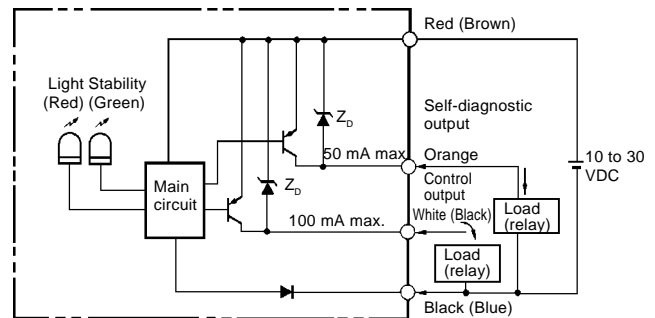 Red (Brown)
Light Stability
(Red) (Green)
Z_D
Self-diagnostic
output
50 mA max.
Orange
10 to 30
VDC
Main
circuit
Z_D
Control
output
Load
(relay)
100 mA max.
White (Black)
Load
(relay)
Black (Blue)